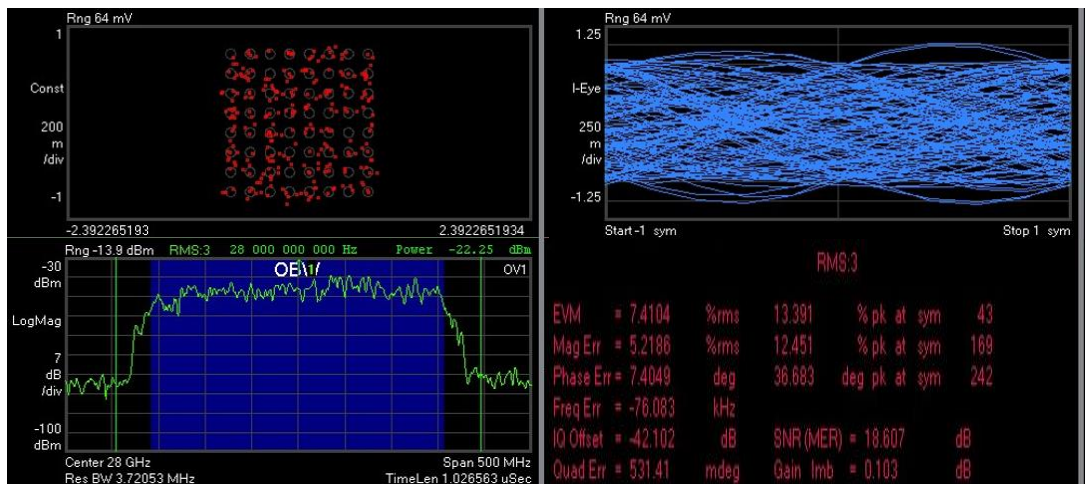 Rng 64 mV
1
Const
200
m
/div
-1
-2.392265193 2.3922651934
Rng 64 mV
1.25
I-Eye
250
m
/div
-1.25
Start-1 sym Stop 1 sym
Rng -13.9 dBm RMS:3 28 000 000 000 Hz Power -22.25 dBm
-30
dBm
OV1
LogMag
7
dB
/div
-100
dBm
Center 28 GHz Span 500 MHz
Res BW 3.72053 MHz TimeLen 1.026563 uSec
RMS:3
EVM = 7.4104 %rms 13.391 % pk at sym 43
Mag Err = 5.2186 %rms 12.451 % pk at sym 169
Phase Err = 7.4049 deg 36.683 deg pk at sym 242
Freq Err = -76.083 kHz
IQ Offset = -42.102 dB SNR (MER) = 18.607 dB
Quad Err = 531.41 mdeg Gain Imb = 0.103 dB